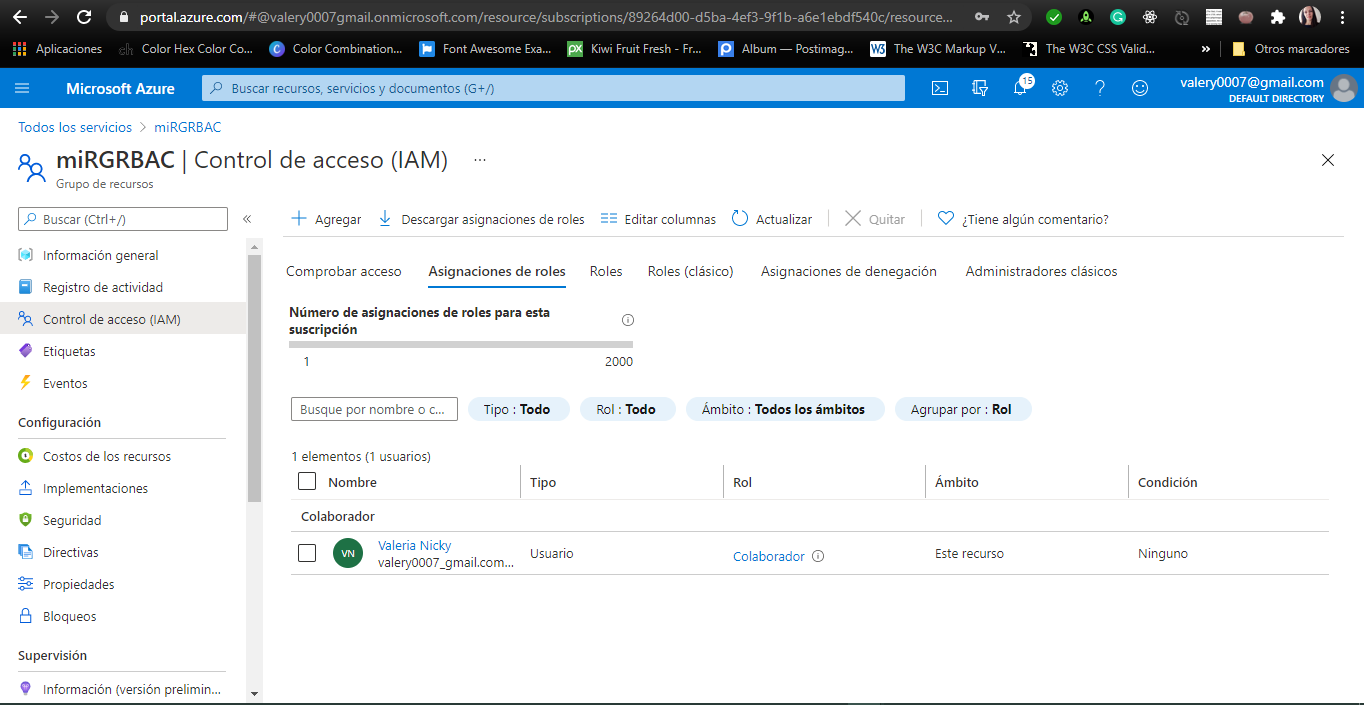 portal.azure.com/#@valery0007gmail.onmicrosoft.com/resource/subscriptions/89264d00-d5ba-4ef3-9f1b-a6e1ebdf540c/resource...
Aplicaciones
Color Hex Color Co...
Color Combination...
Font Awesome Exa...
Kiwi Fruit Fresh - Fr...
Album — Postimag...
The W3C Markup V...
The W3C CSS Valid...
»
Otros marcadores
Microsoft Azure
Buscar recursos, servicios y documentos (G+/)
15
valery0007@gmail.com
DEFAULT DIRECTORY
Todos los servicios > miRGRBAC
miRGRBAC | Control de acceso (IAM) ...
Grupo de recursos
Buscar (Ctrl+/)
«
Información general
Registro de actividad
Control de acceso (IAM)
Etiquetas
Eventos
Configuración
Costos de los recursos
Implementaciones
Seguridad
Directivas
Propiedades
Bloqueos
Supervisión
Información (versión prelimin...
Agregar
Descargar asignaciones de roles
Editar columnas
Actualizar
Quitar
¿Tiene algún comentario?
Comprobar acceso
Asignaciones de roles
Roles
Roles (clásico)
Asignaciones de denegación
Administradores clásicos
Número de asignaciones de roles para esta
suscripción
1
2000
Busque por nombre o c...
Tipo : Todo
Rol : Todo
Ámbito : Todos los ámbitos
Agrupar por : Rol
1 elementos (1 usuarios)
Nombre
Tipo
Rol
Ámbito
Condición
Colaborador
VN
Valeria Nicky
valery0007_gmail.com...
Usuario
Colaborador
Este recurso
Ninguno